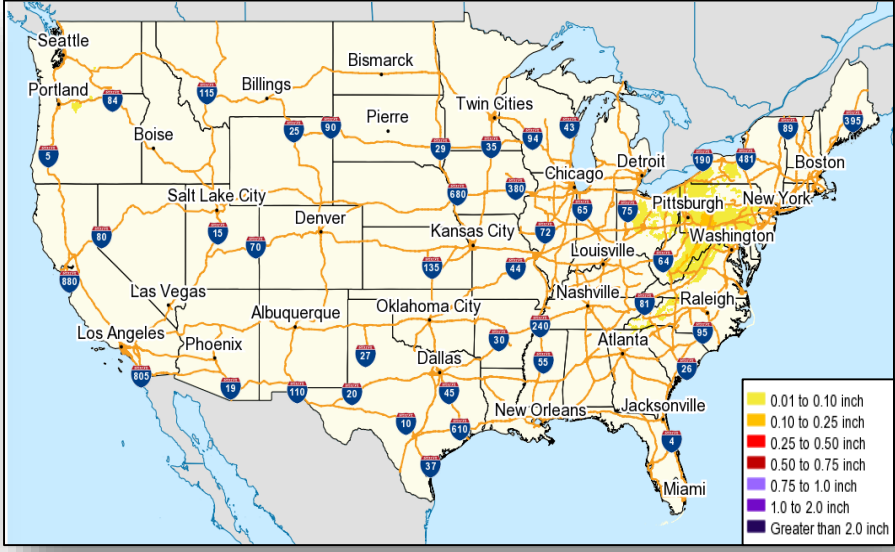 Seattle
Bismarck
Portland
115
Billings
84
Twin Cities
395
Pierre
25
90
94
43
89
Boise
5
29
35
190
481
Boston
Detroit
Chicago
Salt Lake City
680
380
Pittsburgh
New York
65
75
Denver
80
15
70
Kansas City
72
Washington
Louisville
64
135
44
880
Las Vegas
Nashville
81
Raleigh
Oklahoma City
Albuquerque
240
95
Los Angeles
30
Atlanta
Phoenix
27
Dallas
55
26
805
19
110
20
45
0.01 to 0.10 inch
New Orleans
Jacksonville
10
610
0.10 to 0.25 inch
4
0.25 to 0.50 inch
37
0.50 to 0.75 inch
Miami
0.75 to 1.0 inch
1.0 to 2.0 inch
Greater than 2.0 inch